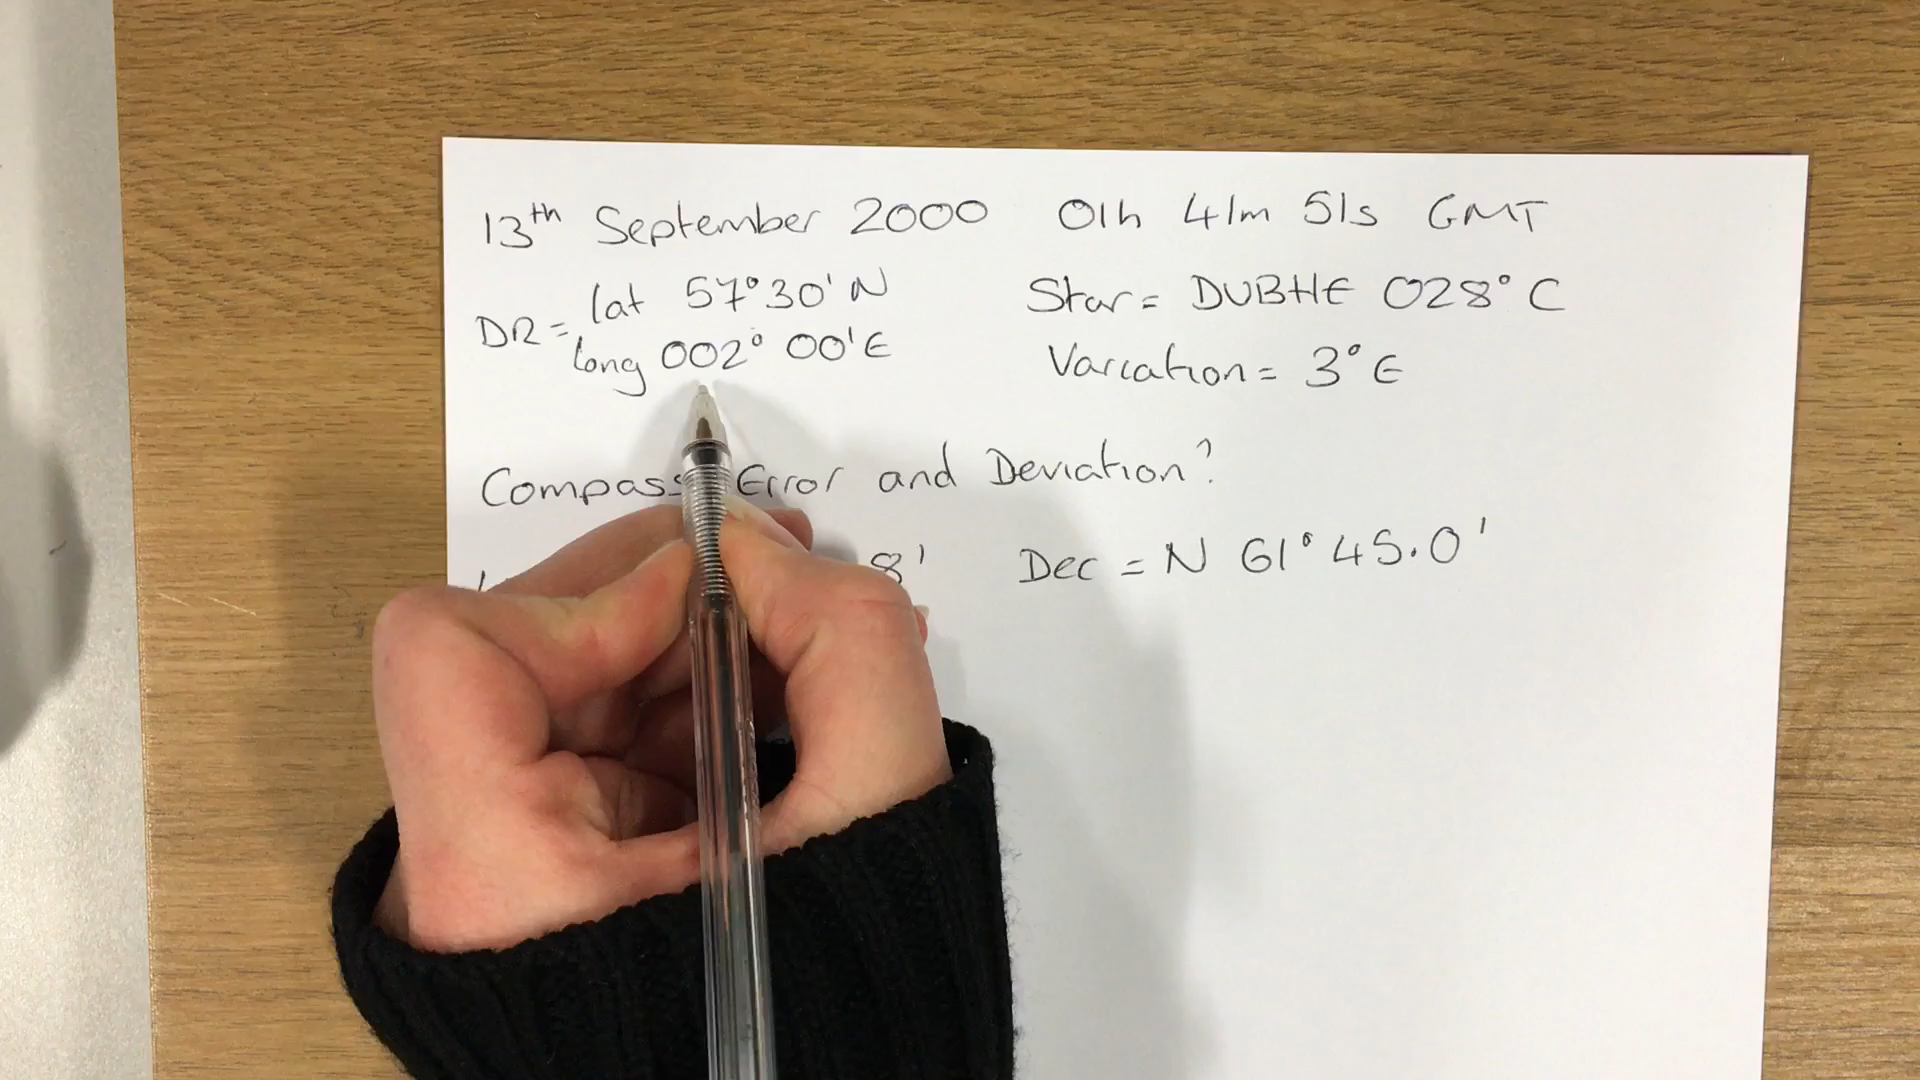 13th September 2000 01h 41m 51s GMT
DR = lat 57°30'N
long 002° 00'E
Star = DUBHE 028° C
Variation = 3° E
Compass Error and Deviation?
8' Dec = N 61° 45.0'